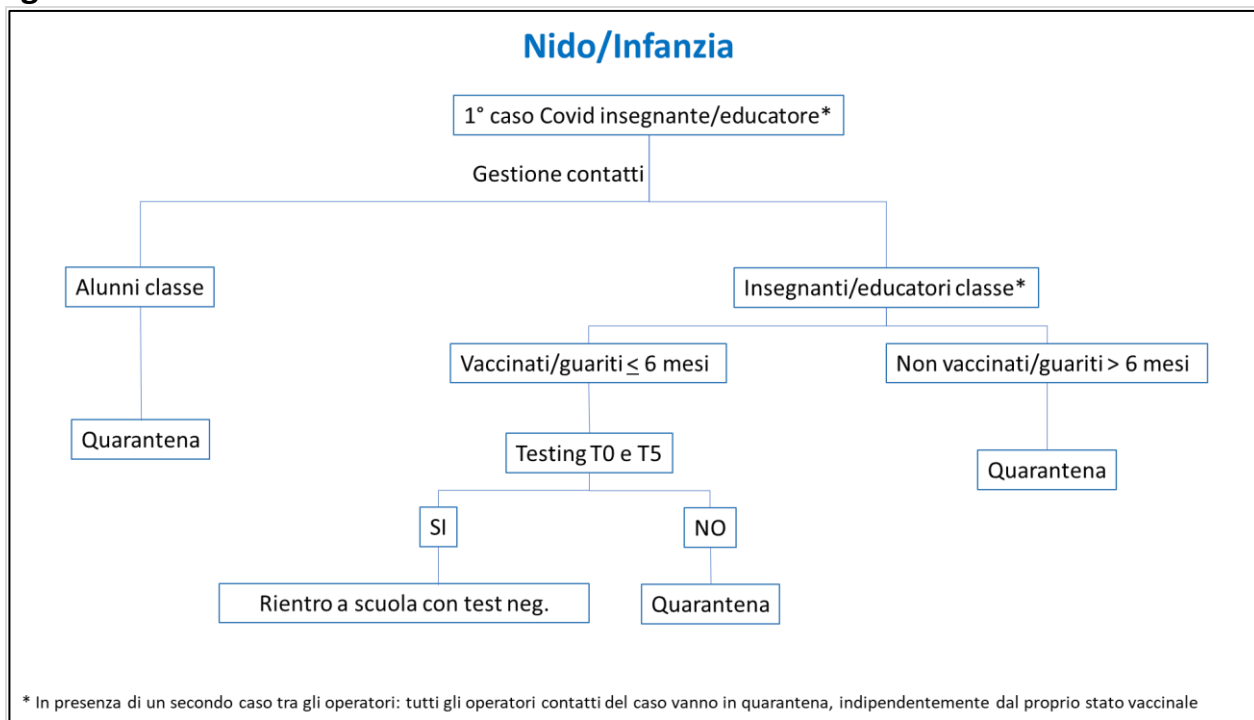 Nido/Infanzia
1° caso Covid insegnante/educatore*
Gestione contatti
Alunni classe
Insegnanti/educatori classe*
Vaccinati/guariti ≤ 6 mesi
Non vaccinati/guariti > 6 mesi
Quarantena
Testing T0 e T5
Quarantena
SI
NO
Rientro a scuola con test neg.
Quarantena
* In presenza di un secondo caso tra gli operatori: tutti gli operatori contatti del caso vanno in quarantena, indipendentemente dal proprio stato vaccinale